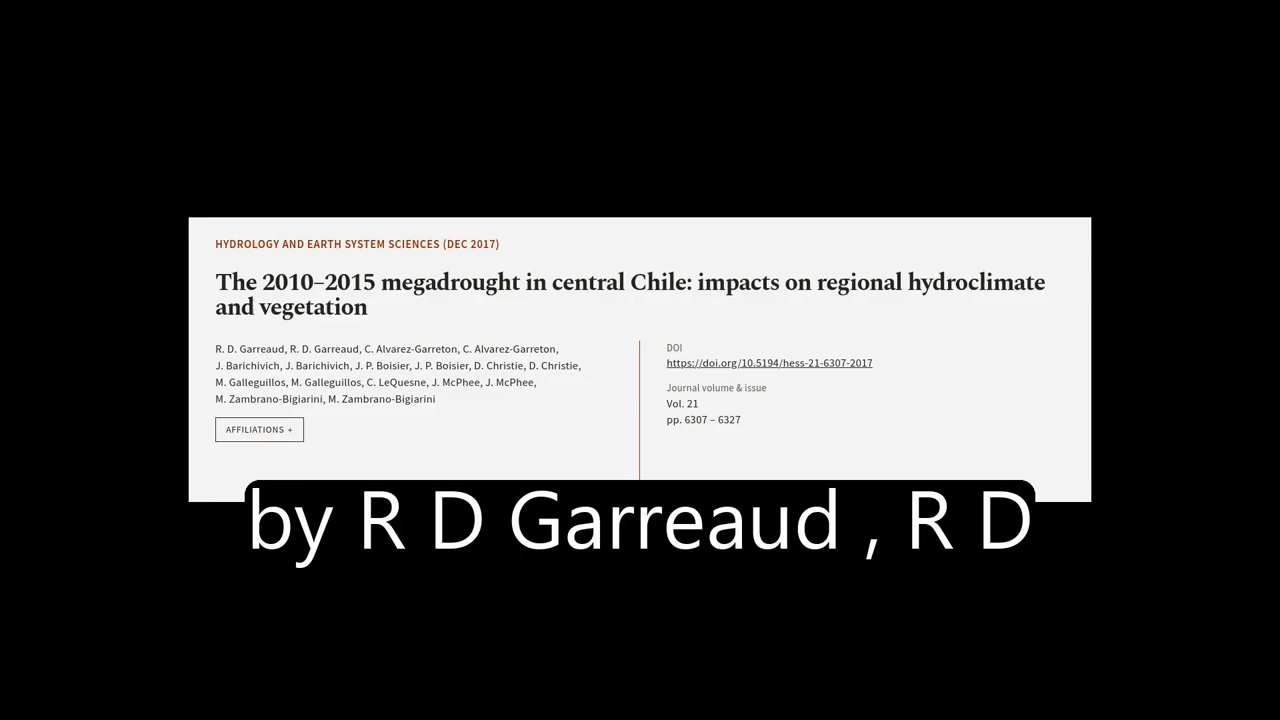 HYDROLOGY AND EARTH SYSTEM SCIENCES (DEC 2017)
The 2010–2015 megadrought in central Chile: impacts on regional hydroclimate
and vegetation
R. D. Garreaud, R. D. Garreaud, C. Alvarez-Garreton, C. Alvarez-Garreton,
J. Barichivich, J. Barichivich, J. P. Boisier, J. P. Boisier, D. Christie, D. Christie,
M. Galleguillos, M. Galleguillos, C. LeQuesne, J. McPhee, J. McPhee,
M. Zambrano-Bigiarini, M. Zambrano-Bigiarini
AFFILIATIONS +
DOI
https://doi.org/10.5194/hess-21-6307-2017
Journal volume & issue
Vol. 21
pp. 6307 – 6327
by R D Garreaud , R D